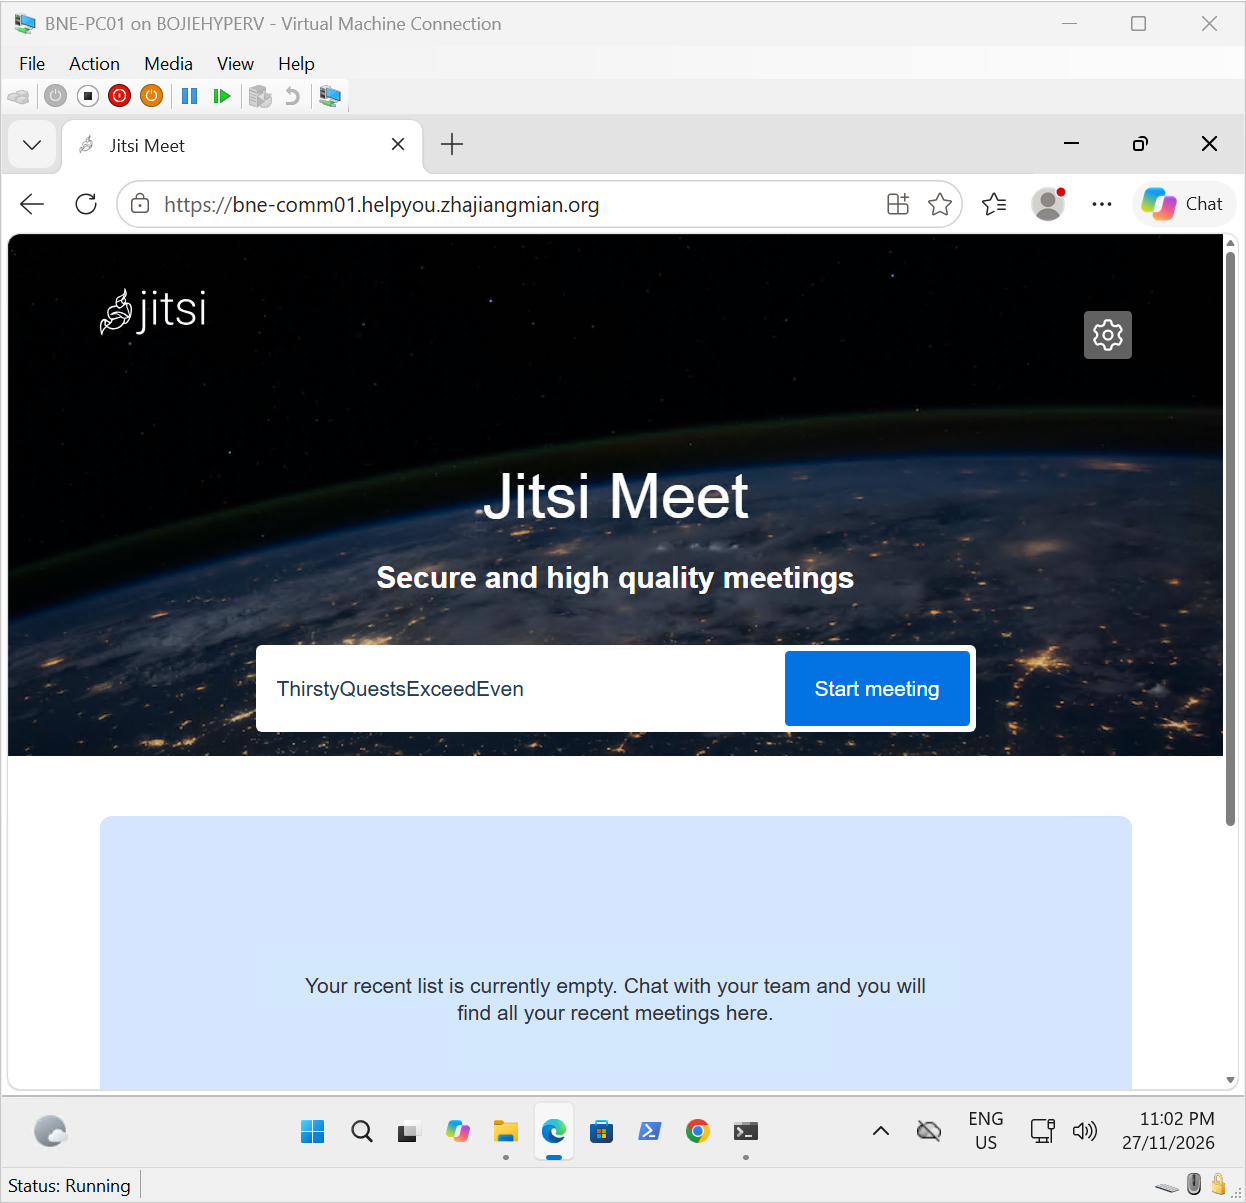 BNE-PC01 on BOJIEHYPERV - Virtual Machine Connection
File Action Media View Help
Jitsi Meet
https://bne-comm01.helpyou.zhajiangmian.org
Chat
jitsi
Jitsi Meet
Secure and high quality meetings
ThirstyQuestsExceedEven
Start meeting
Your recent list is currently empty. Chat with your team and you will
find all your recent meetings here.
ENG
US
11:02 PM
27/11/2026
Status: Running